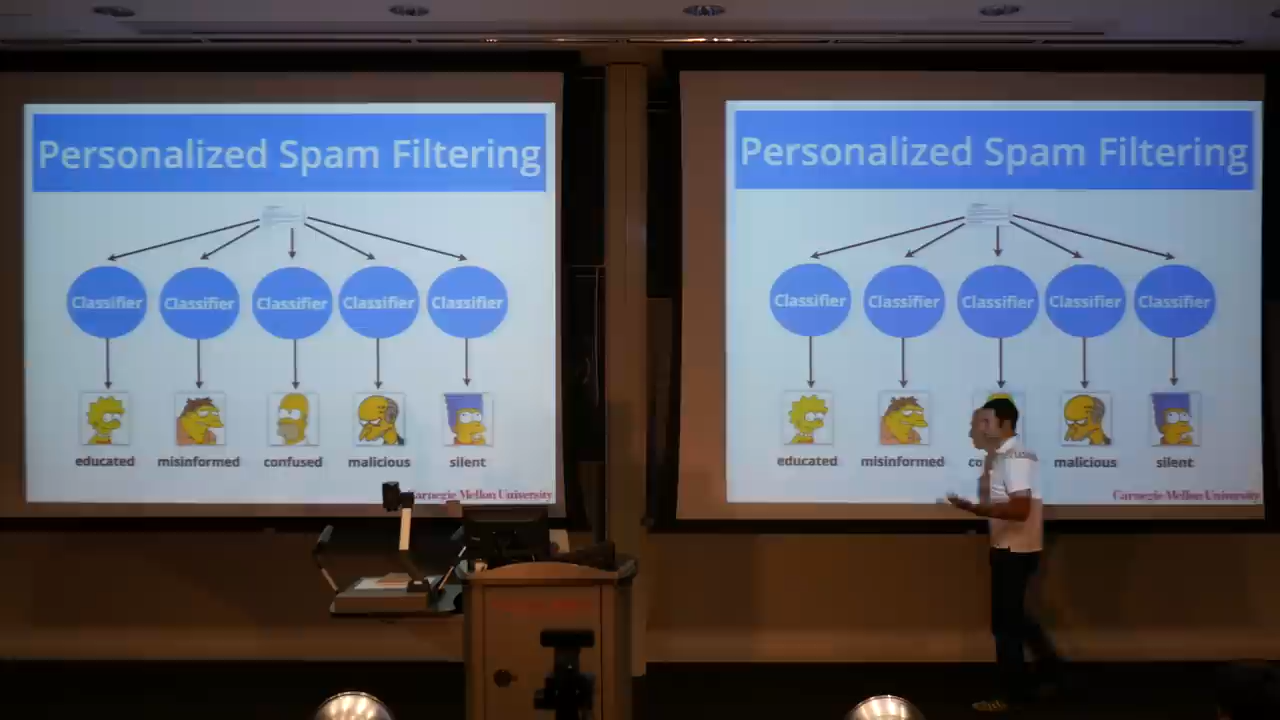 Personalized Spam Filtering
Classifier Classifier Classifier Classifier Classifier
educated misinformed confused malicious silent
Carnegie Mellon University
Personalized Spam Filtering
Classifier Classifier Classifier Classifier Classifier
educated misinformed co malicious silent
Carnegie Mellon University